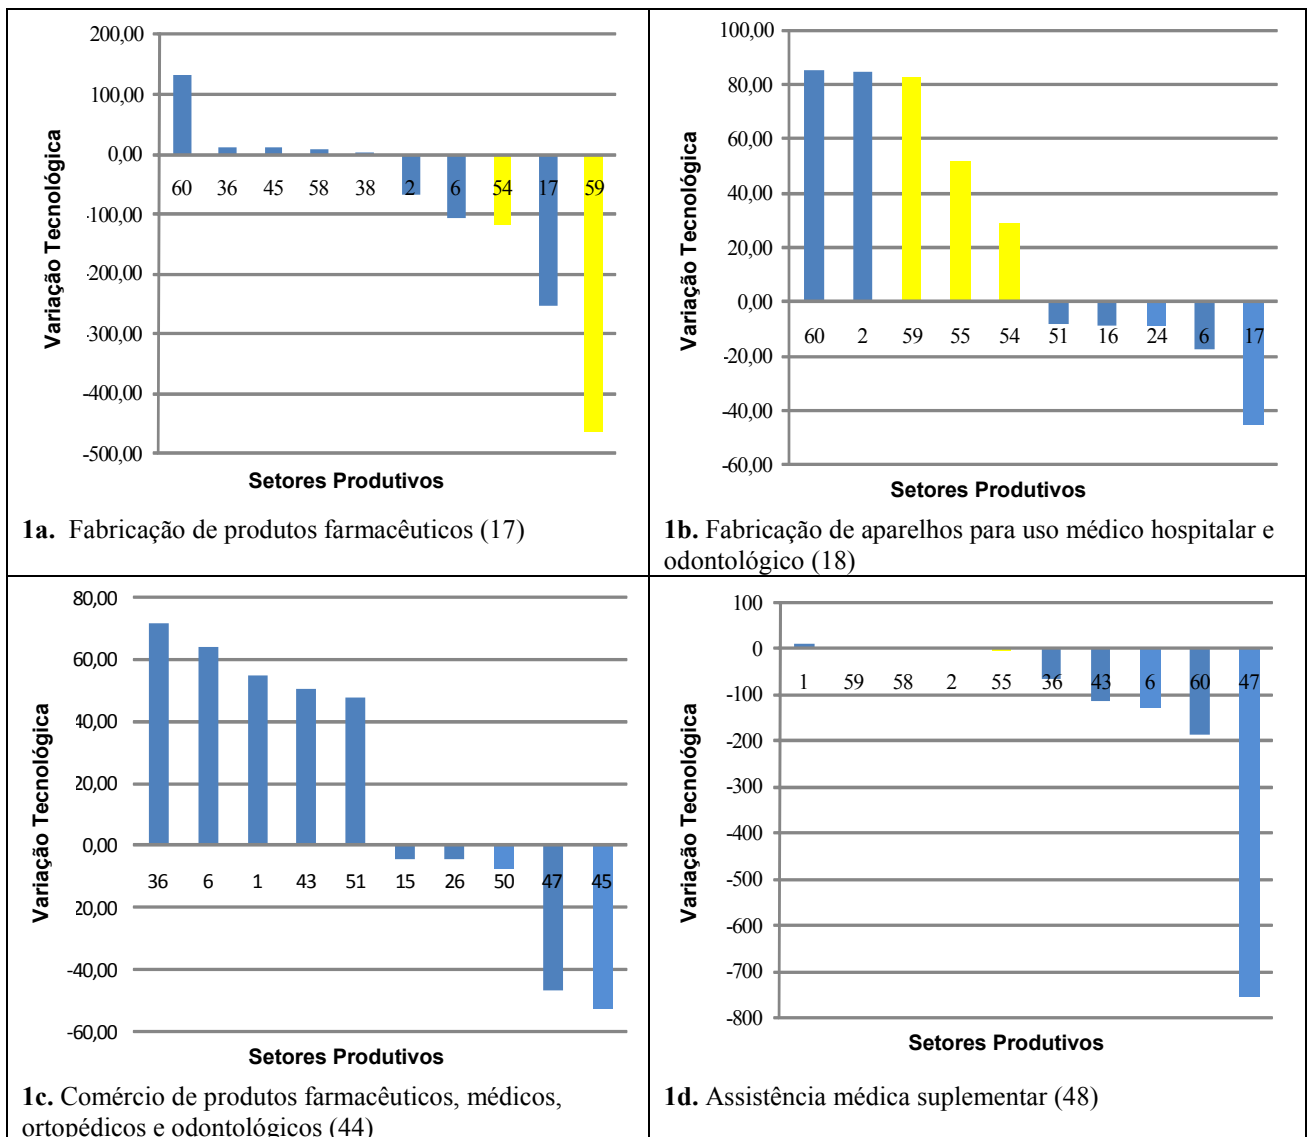 200,00
100,00
0,00
-100,00
-200,00
-300,00
-400,00
-500,00
Variação Tecnológica
60 36 45 58 38 2 6 54 17 59
Setores Produtivos
1a. Fabricação de produtos farmacêuticos (17)
100,00
80,00
60,00
40,00
20,00
0,00
-20,00
-40,00
-60,00
Variação Tecnológica
60 2 59 55 54 51 16 24 6 17
Setores Produtivos
1b. Fabricação de aparelhos para uso médico hospitalar e
odontológico (18)
80,00
60,00
40,00
20,00
0,00
20,00
-40,00
-60,00
Variação Tecnológica
36 6 1 43 51 15 26 50 47 45
Setores Produtivos
1c. Comércio de produtos farmacêuticos, médicos,
ortopédicos e odontológicos (44)
100
0
-100
-200
-300
-400
-500
-600
-700
-800
Variação Tecnológica
1 59 58 2 55 36 43 6 60 47
Setores Produtivos
1d. Assistência médica suplementar (48)